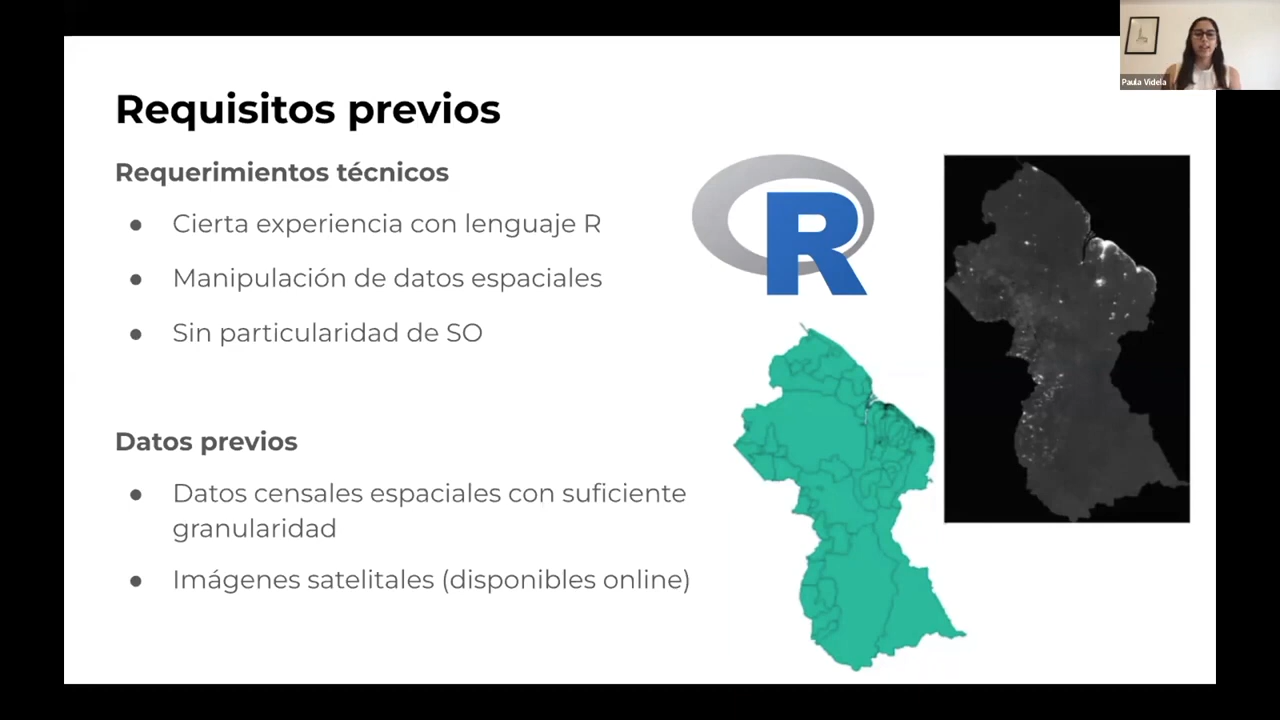 Requisitos previos
Requerimientos técnicos
● Cierta experiencia con lenguaje R
● Manipulación de datos espaciales
● Sin particularidad de SO
Datos previos
● Datos censales espaciales con suficiente
granularidad
● Imágenes satelitales (disponibles online)
R
Paula Videla